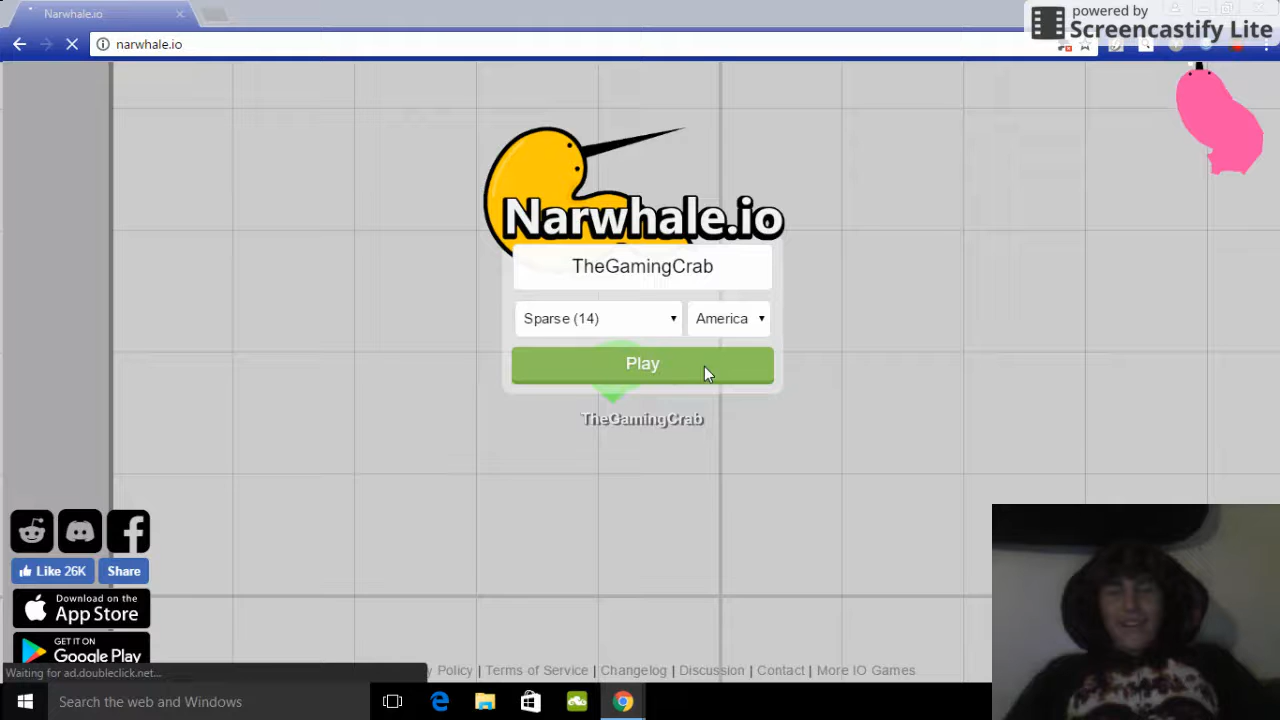 Narwhale.io
powered by
Screencastify Lite
narwhale.io
Narwhale.io
TheGamingCrab
Sparse (14)
America
Play
TheGamingCrab
Like 26K
Share
Download on the
App Store
GET IT ON
Google Play
Waiting for ad.doubleclick.net...
Policy | Terms of Service | Changelog | Discussion | Contact | More IO Games
Search the web and Windows